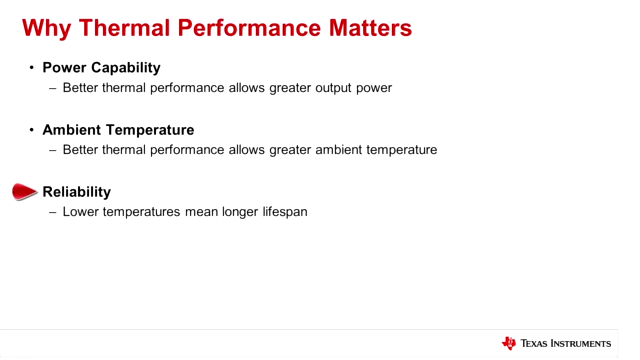 Why Thermal Performance Matters
• Power Capability
– Better thermal performance allows greater output power
• Ambient Temperature
– Better thermal performance allows greater ambient temperature
Reliability
– Lower temperatures mean longer lifespan
TEXAS INSTRUMENTS